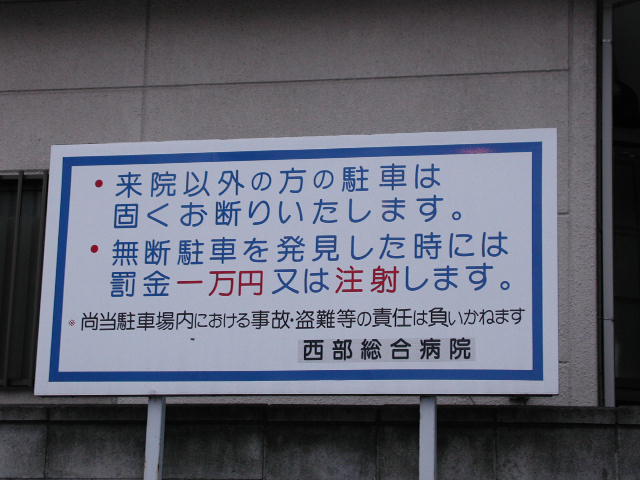 • 来院以外の方の駐車は
固くお断りいたします。
• 無断駐車を発見した時には
罰金一万円又は注射します。
※ 尚当駐車場内における事故・盗難等の責任は負いかねます
西部総合病院